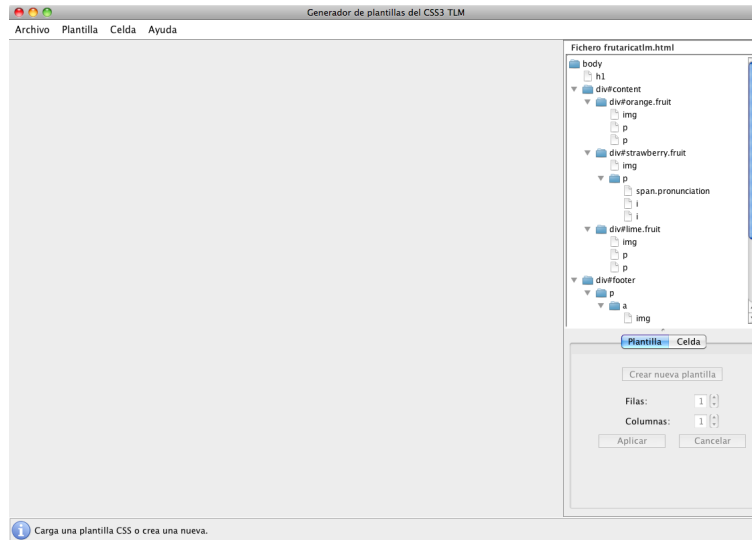 Generador de plantillas del CSS3 TLM
Archivo Plantilla Celda Ayuda
Fichero frutaricatlm.html
body
h1
div#content
div#orange.fruit
img
p
p
div#strawberry.fruit
img
p
span.pronunciation
i
i
div#lime.fruit
img
p
p
div#footer
p
a
img
Plantilla Celda
Crear nueva plantilla
Filas: 1
Columnas: 1
Aplicar Cancelar
Carga una plantilla CSS o crea una nueva.